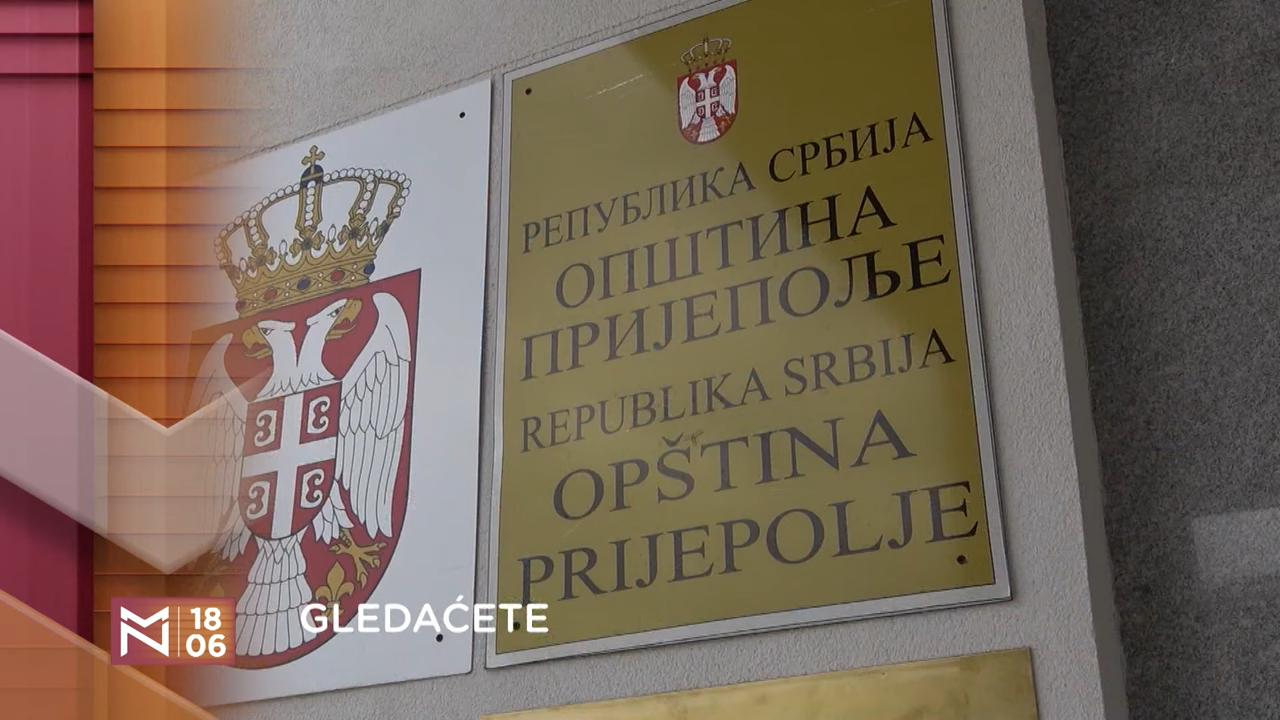 РЕПУБЛИКА СРБИЈА
ОПШТИНА
ПРИЈЕПОЉЕ
REPUBLIKA SRBIJA
OPŠTINA
PRIJEPOLJE
GLEDAĆETE
18
06